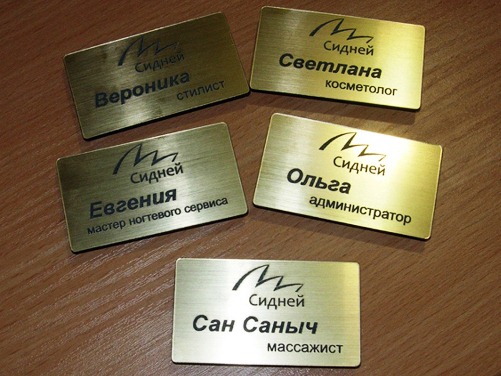 Сидней
Вероника
стилист
Сидней
Светлана
косметолог
Сидней
Евгения
мастер ногтевого сервиса
Сидней
Ольга
администратор
Сидней
Сан Саныч
массажист